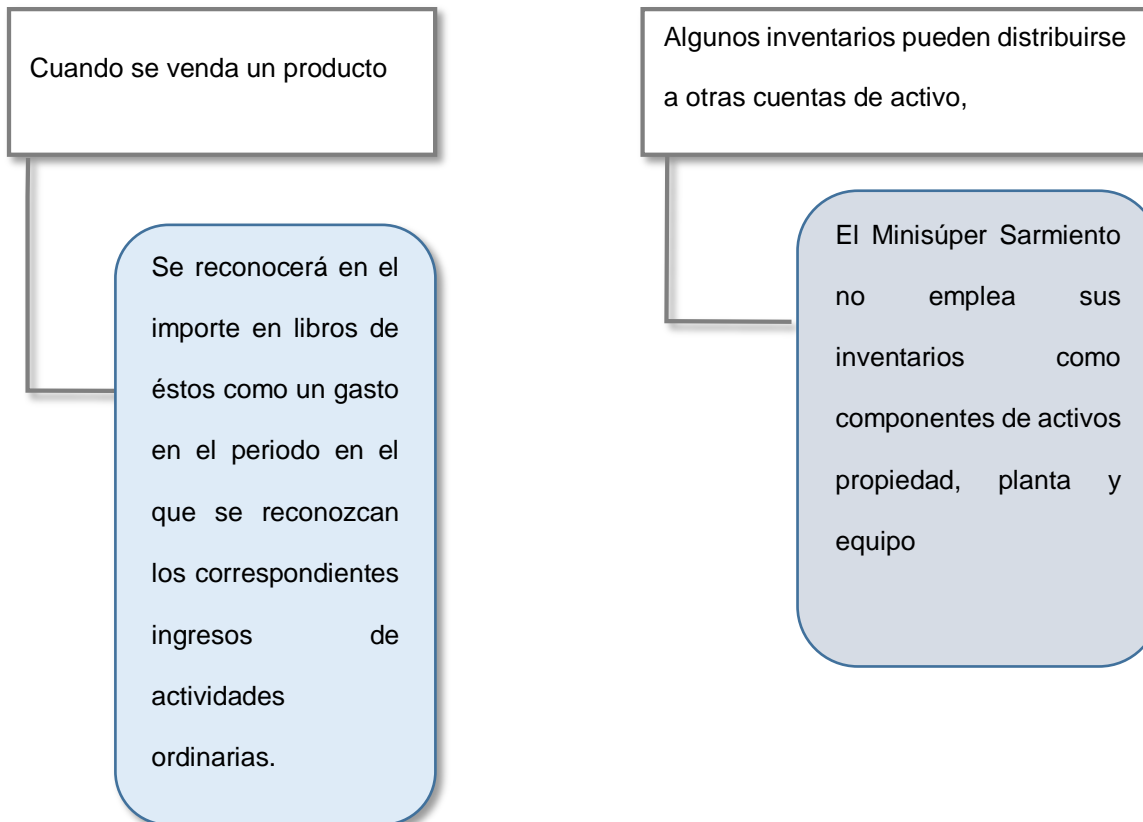 Cuando se venda un producto
Se reconocerá en el
importe en libros de
éstos como un gasto
en el periodo en el
que se reconozcan
los correspondientes
ingresos de
actividades
ordinarias.
Algunos inventarios pueden distribuirse
a otras cuentas de activo,
El Minisúper Sarmiento
no emplea sus
inventarios como
componentes de activos
propiedad, planta y
equipo